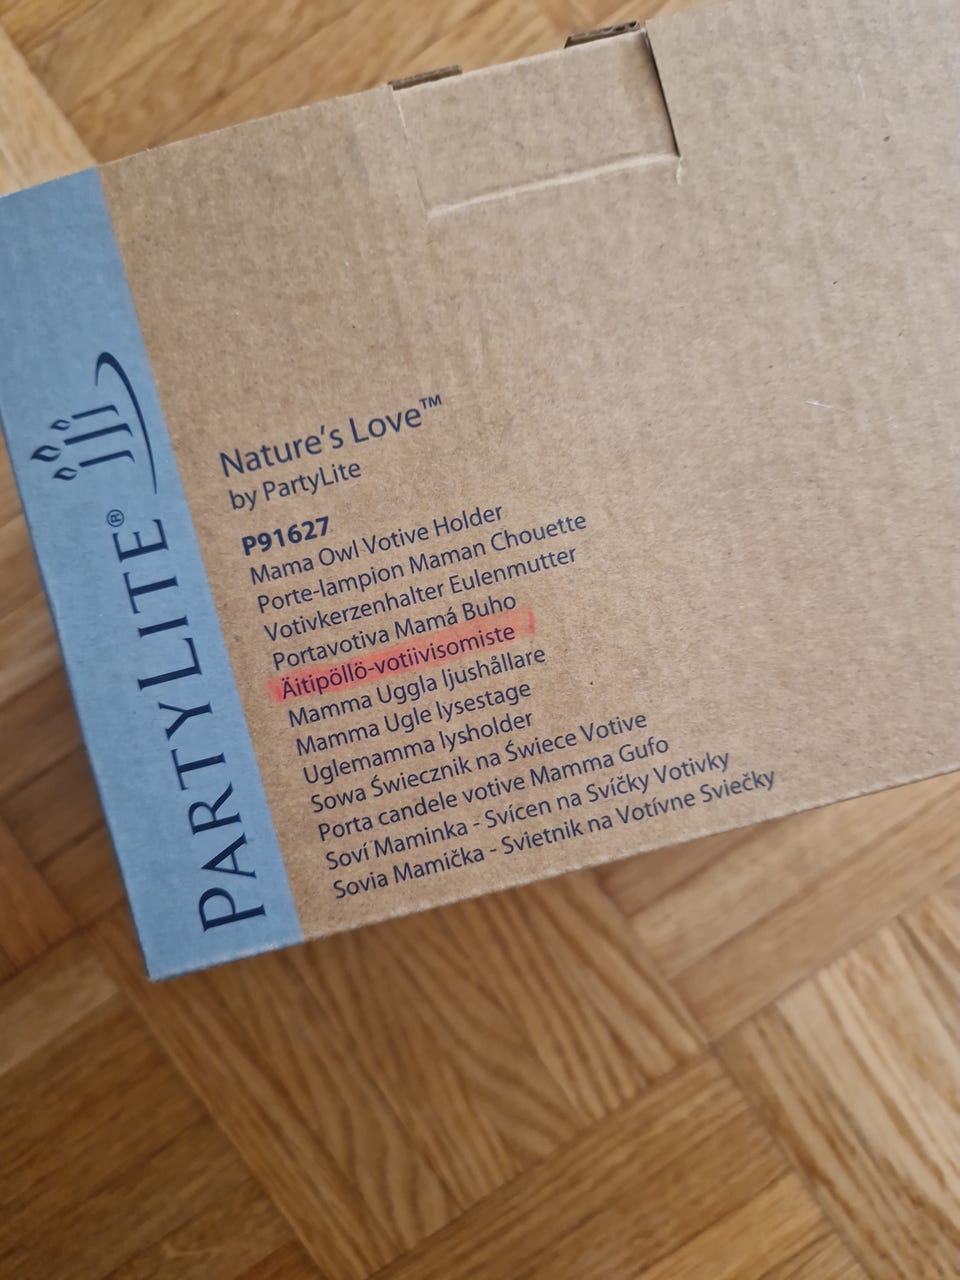 PARTYLITE®
Nature's Love™
by PartyLite
P91627
Mama Owl Votive Holder
Porte-lampion Maman Chouette
Votivkerzenhalter Eulenmutter
Portavotiva Mamá Buho
Äitipöllö-votiivisomiste
Mamma Uggla ljushållare
Mamma Ugle lysestage
Uglemamma lysholder
Sowa Świecznik na Świece Votive
Porta candele votive Mamma Gufo
Soví Maminka - Svícen na Svíčky Votivky
Sovia Mamička - Svietnik na Votívne Sviečky